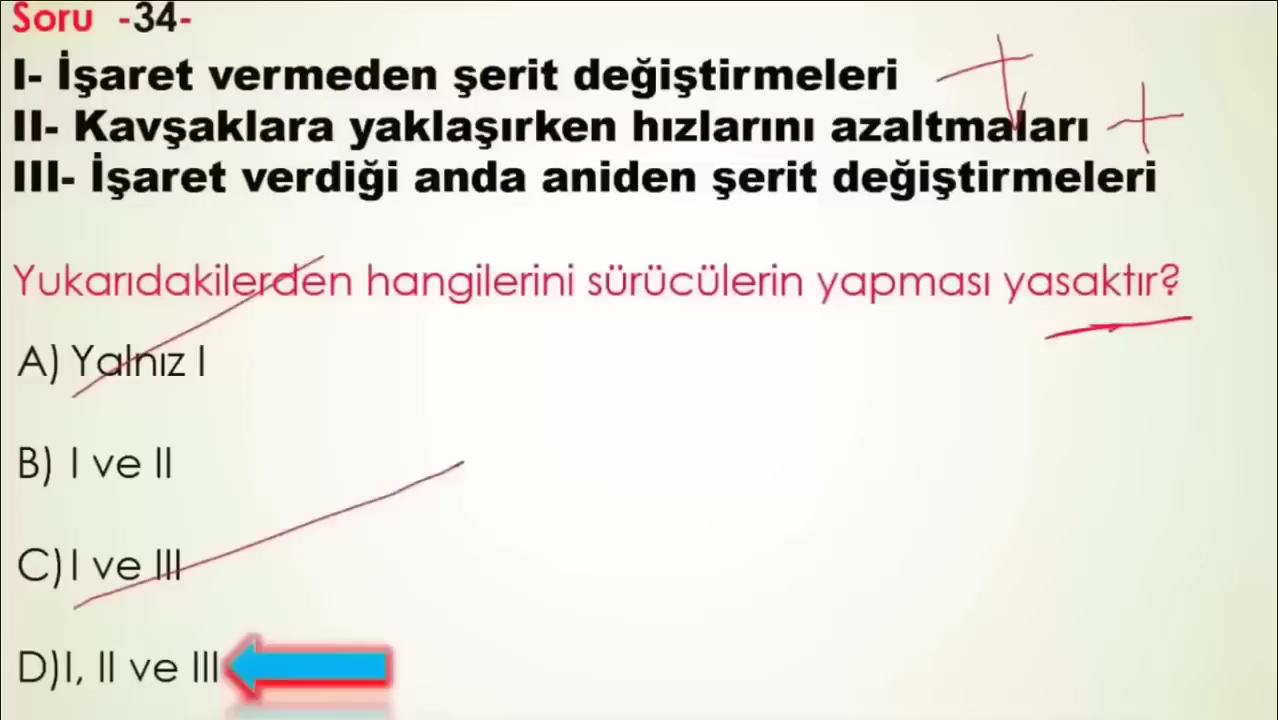 Soru -34-
I- İşaret vermeden şerit değiştirmeleri
II- Kavşaklara yaklaşırken hızlarını azaltmaları
III- İşaret verdiği anda aniden şerit değiştirmeleri
Yukarıdakilerden hangilerini sürücülerin yapması yasaktır?
A) Yalnız I
B) I ve II
C)I ve III
D)I, II ve III